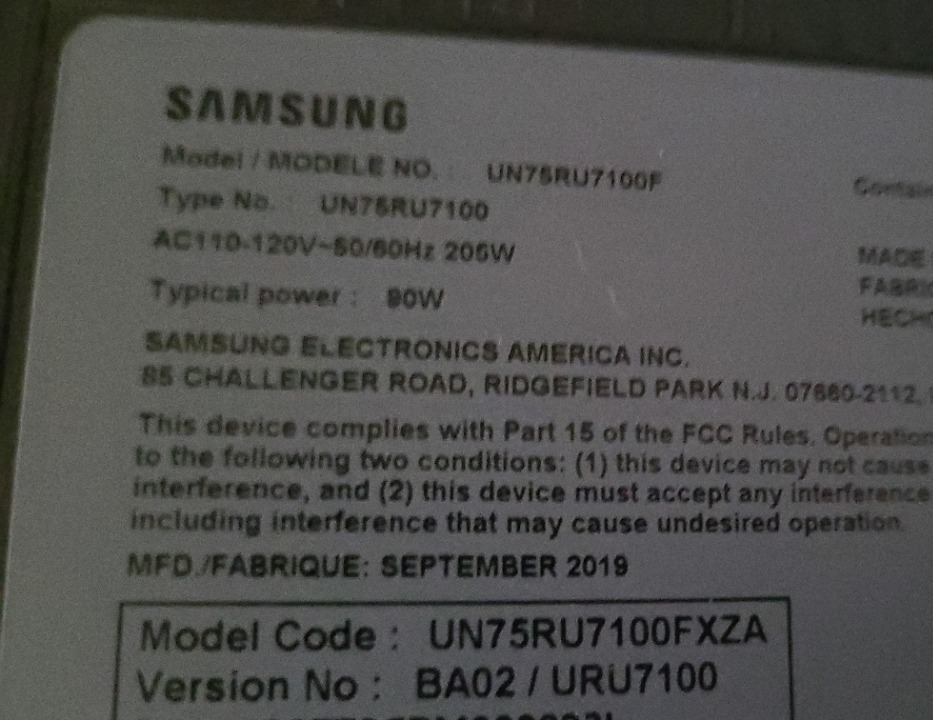 SAMSUNG
Model / MODELE NO. : UN75RU7100F
Type No. : UN75RU7100
AC110-120V~50/60Hz 205W
Typical power : 90W
SAMSUNG ELECTRONICS AMERICA INC.
85 CHALLENGER ROAD, RIDGEFIELD PARK N.J. 07660-2112,
This device complies with Part 15 of the FCC Rules. Operation
to the following two conditions: (1) this device may not cause
interference, and (2) this device must accept any interference
including interference that may cause undesired operation.
MFD./FABRIQUE: SEPTEMBER 2019
Model Code : UN75RU7100FXZA
Version No : BA02 / URU7100
MADE